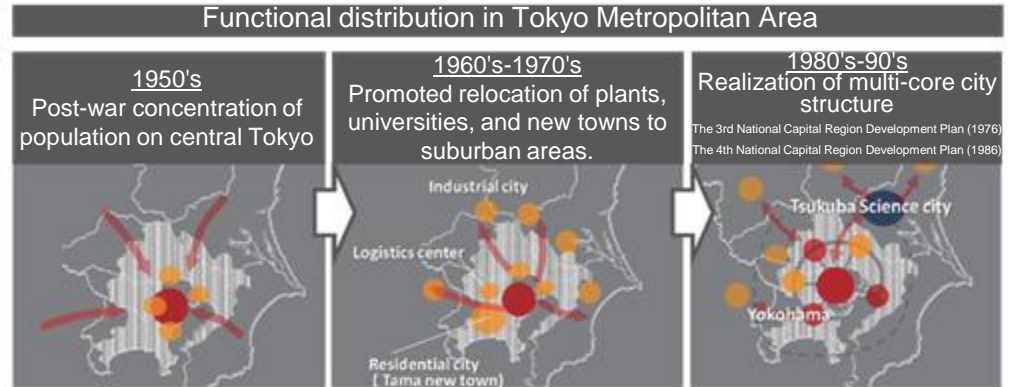 Functional distribution in Tokyo Metropolitan Area
1950's
Post-war concentration of
population on central Tokyo
1960's-1970's
Promoted relocation of plants,
universities, and new towns to
suburban areas.
1980's-90's
Realization of multi-core city
structure
The 3rd National Capital Region Development Plan (1976)
The 4th National Capital Region Development Plan (1986)
Industrial city
Logistics center
Residential city
( Tama new town)
Tsukuba Science city
Yokohama